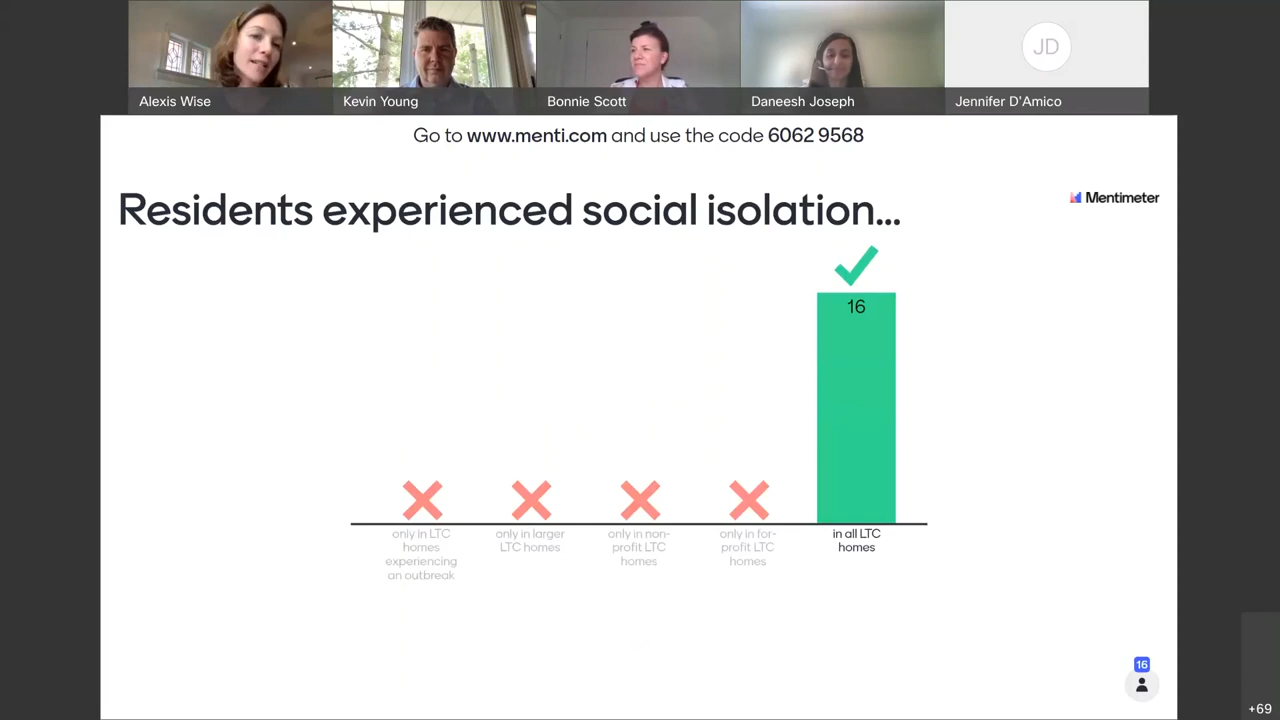 Alexis Wise
Kevin Young
Bonnie Scott
Daneesh Joseph
JD
Jennifer D'Amico
Go to www.menti.com and use the code 6062 9568
Residents experienced social isolation...
Mentimeter
16
only in LTC
homes
experiencing
an outbreak
only in larger
LTC homes
only in non-
profit LTC
homes
only in for-
profit LTC
homes
in all LTC
homes
16
+69